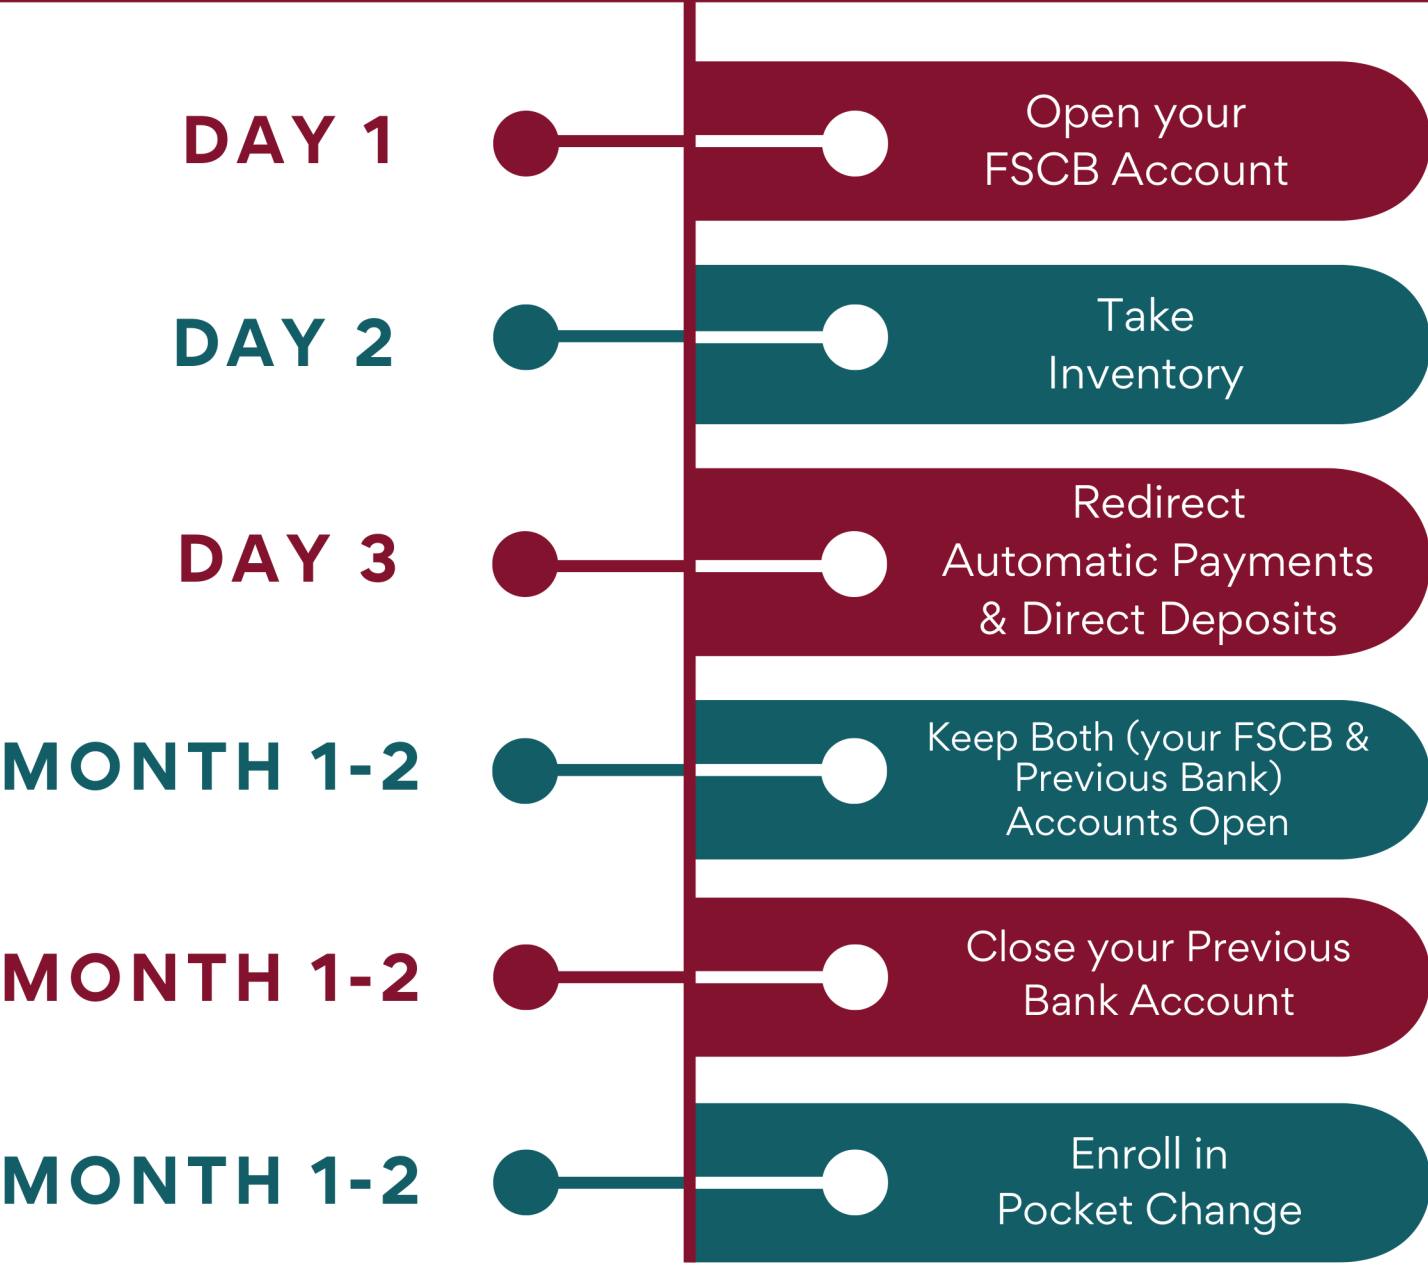 DAY 1
Open your
FSCB Account
DAY 2
Take
Inventory
DAY 3
Redirect
Automatic Payments
& Direct Deposits
MONTH 1-2
Keep Both (your FSCB &
Previous Bank)
Accounts Open
MONTH 1-2
Close your Previous
Bank Account
MONTH 1-2
Enroll in
Pocket Change